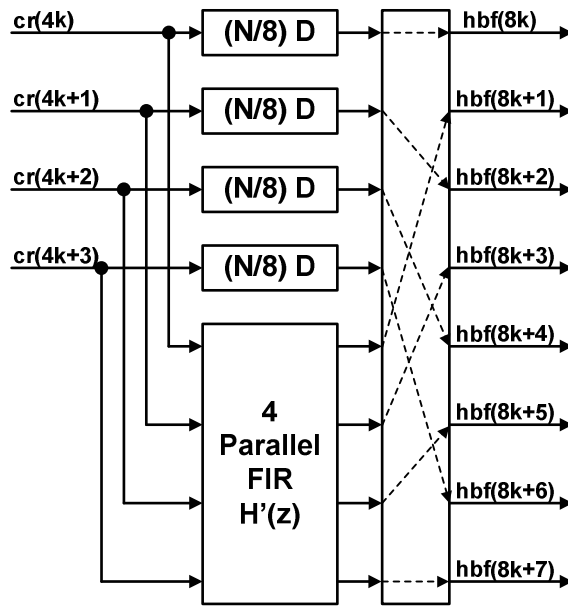 cr(4k)
(N/8) D
hbf(8k)
cr(4k+1)
(N/8) D
hbf(8k+1)
cr(4k+2)
(N/8) D
hbf(8k+2)
cr(4k+3)
(N/8) D
hbf(8k+3)
4
Parallel
FIR
H'(z)
hbf(8k+4)
hbf(8k+5)
hbf(8k+6)
hbf(8k+7)